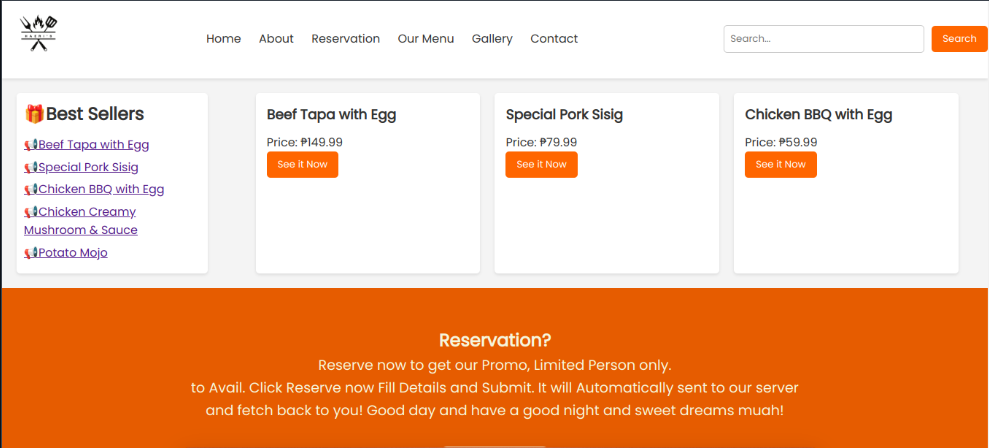 Home About Reservation Our Menu Gallery Contact
Search...
Search
🎁Best Sellers
📢Beef Tapa with Egg
📢Special Pork Sisig
📢Chicken BBQ with Egg
📢Chicken Creamy
Mushroom & Sauce
📢Potato Mojo
Beef Tapa with Egg
Price: ₱149.99
See it Now
Special Pork Sisig
Price: ₱79.99
See it Now
Chicken BBQ with Egg
Price: ₱59.99
See it Now
Reservation?
Reserve now to get our Promo, Limited Person only.
to Avail. Click Reserve now Fill Details and Submit. It will Automatically sent to our server
and fetch back to you! Good day and have a good night and sweet dreams muah!